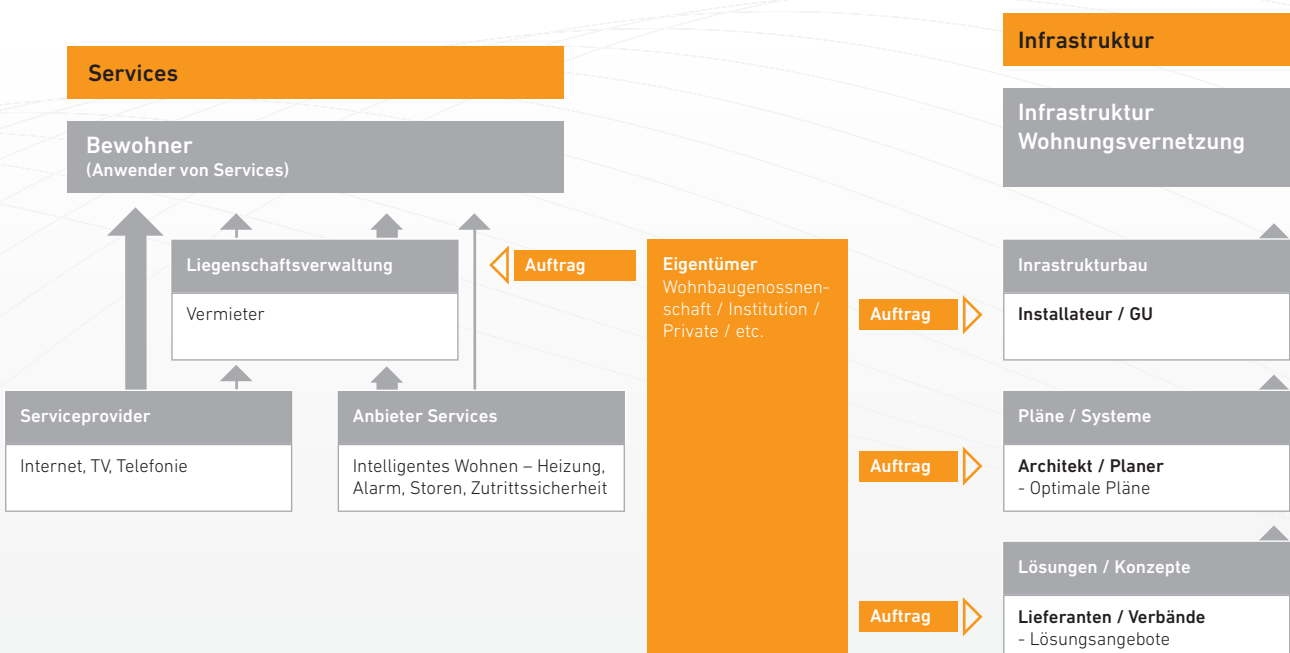 Services
Bewohner
(Anwender von Services)
Liegenschaftsverwaltung
Vermieter
Serviceprovider
Internet, TV, Telefonie
Anbieter Services
Intelligentes Wohnen – Heizung,
Alarm, Storen, Zutrittssicherheit
Auftrag
Eigentümer
Wohnbaugenossnen-
schaft / Institution /
Private / etc.
Auftrag
Auftrag
Auftrag
Infrastruktur
Infrastruktur
Wohnungsvernetzung
Inrastrukturbau
Installateur / GU
Pläne / Systeme
Architekt / Planer
- Optimale Pläne
Lösungen / Konzepte
Lieferanten / Verbände
- Lösungsangebote